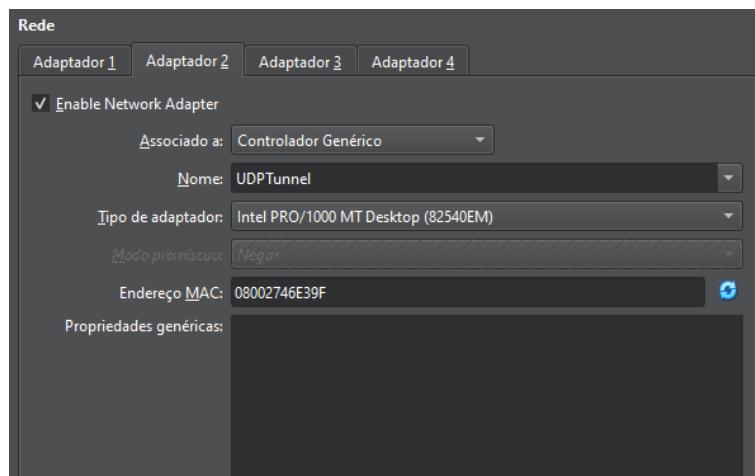 Rede
Adaptador 1 Adaptador 2 Adaptador 3 Adaptador 4
Enable Network Adapter
Associado a: Controlador Genérico
Nome: UDPTunnel
Tipo de adaptador: Intel PRO/1000 MT Desktop (82540EM)
Modo promíscuo: Negar
Endereço MAC: 08002746E39F
Propriedades genéricas: